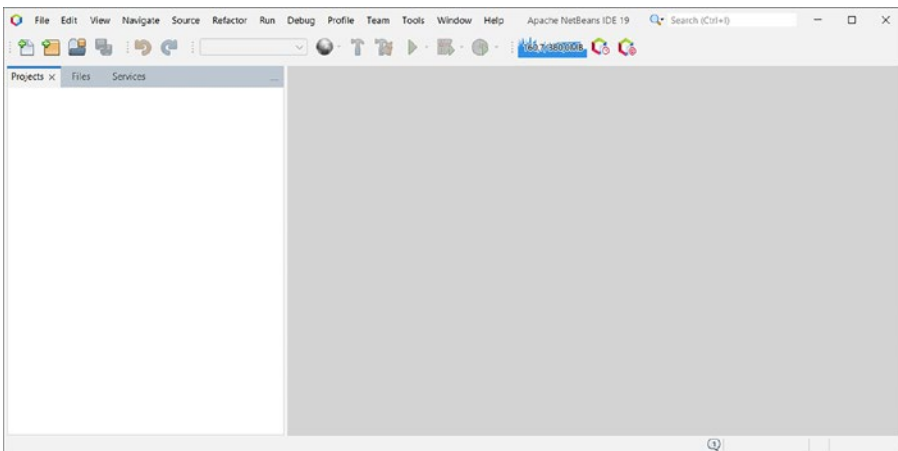 File Edit View Navigate Source Refactor Run Debug Profile Team Tools Window Help Apache NetBeans IDE 19 Search (Ctrl+I)
Projects Files Services
1